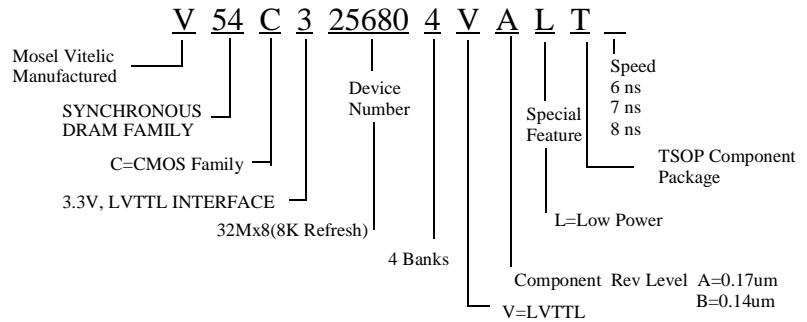 V 54 C 3 25680 4 V A L T
Mosel Vitelic
Manufactured
SYNCHRONOUS
DRAM FAMILY
C=CMOS Family
3.3V, LVTTL INTERFACE
Device
Number
32Mx8(8K Refresh)
4 Banks
V=LVTTL
Component Rev Level A=0.17um
B=0.14um
Special
Feature
L=Low Power
TSOP Component
Package
Speed
6 ns
7 ns
8 ns